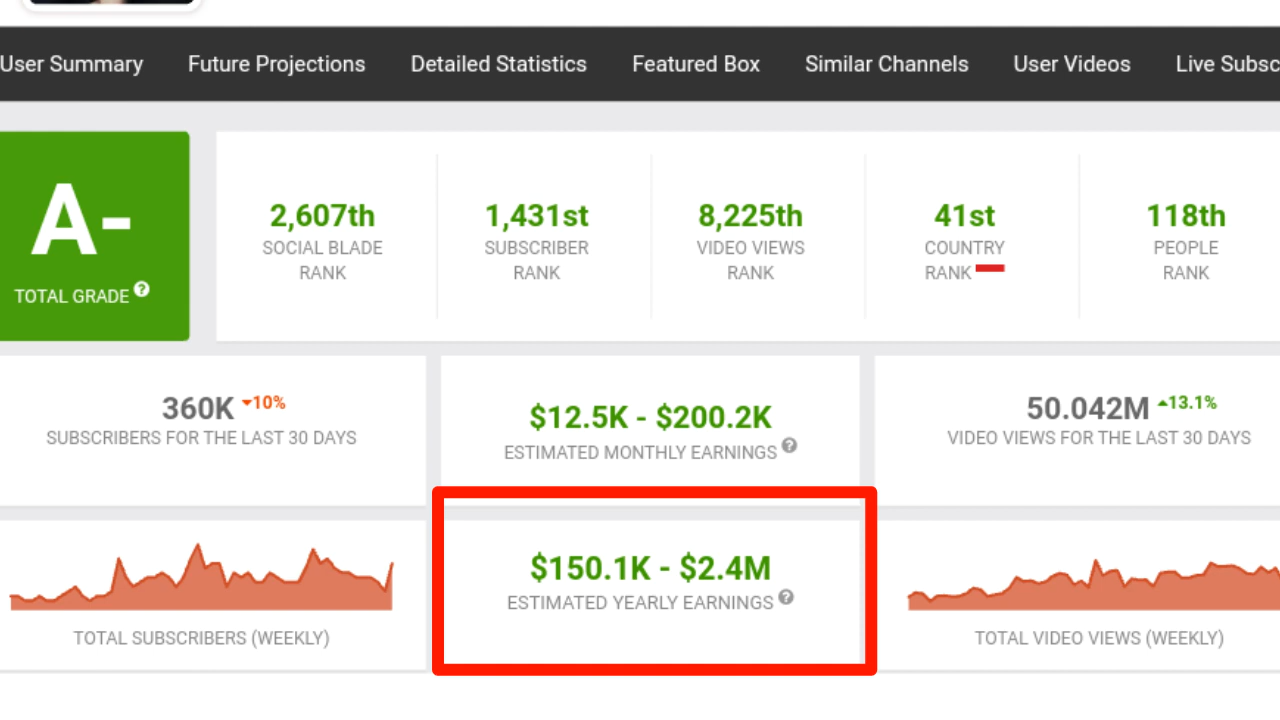 User Summary Future Projections Detailed Statistics Featured Box Similar Channels User Videos Live Subsc
A-
TOTAL GRADE ?
2,607th
SOCIAL BLADE
RANK
1,431st
SUBSCRIBER
RANK
8,225th
VIDEO VIEWS
RANK
41st
COUNTRY
RANK
118th
PEOPLE
RANK
360K 10%
SUBSCRIBERS FOR THE LAST 30 DAYS
$12.5K - $200.2K
ESTIMATED MONTHLY EARNINGS ?
50.042M 13.1%
VIDEO VIEWS FOR THE LAST 30 DAYS
TOTAL SUBSCRIBERS (WEEKLY)
$150.1K - $2.4M
ESTIMATED YEARLY EARNINGS ?
TOTAL VIDEO VIEWS (WEEKLY)